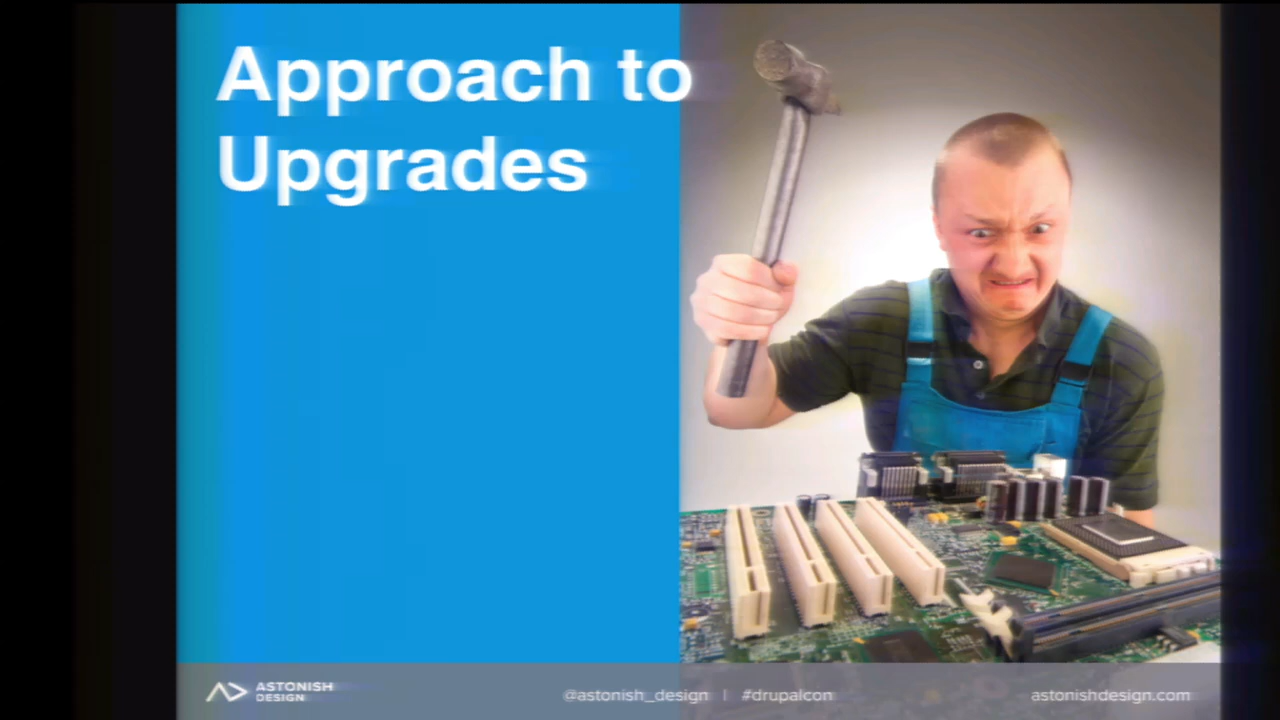 Approach to
Upgrades
ASTONISH
DESIGN
@astonish_design | #drupalcon
astonishdesign.com